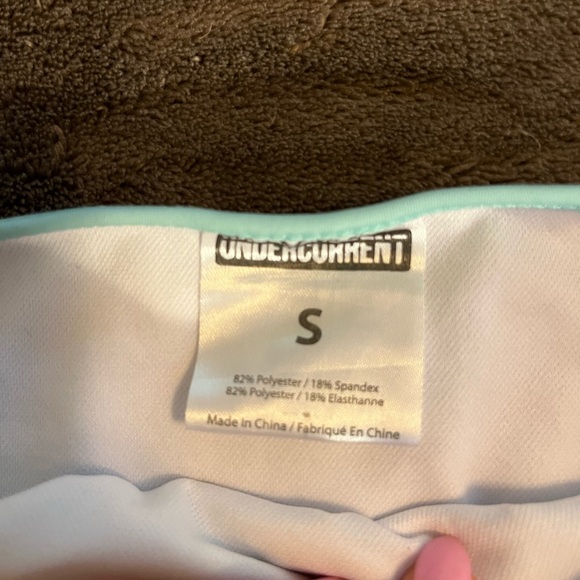 UNDERCURRENT
S
82% Polyester / 18% Spandex
82% Polyester / 18% Elasthanne
Made in China / Fabriqué En Chine